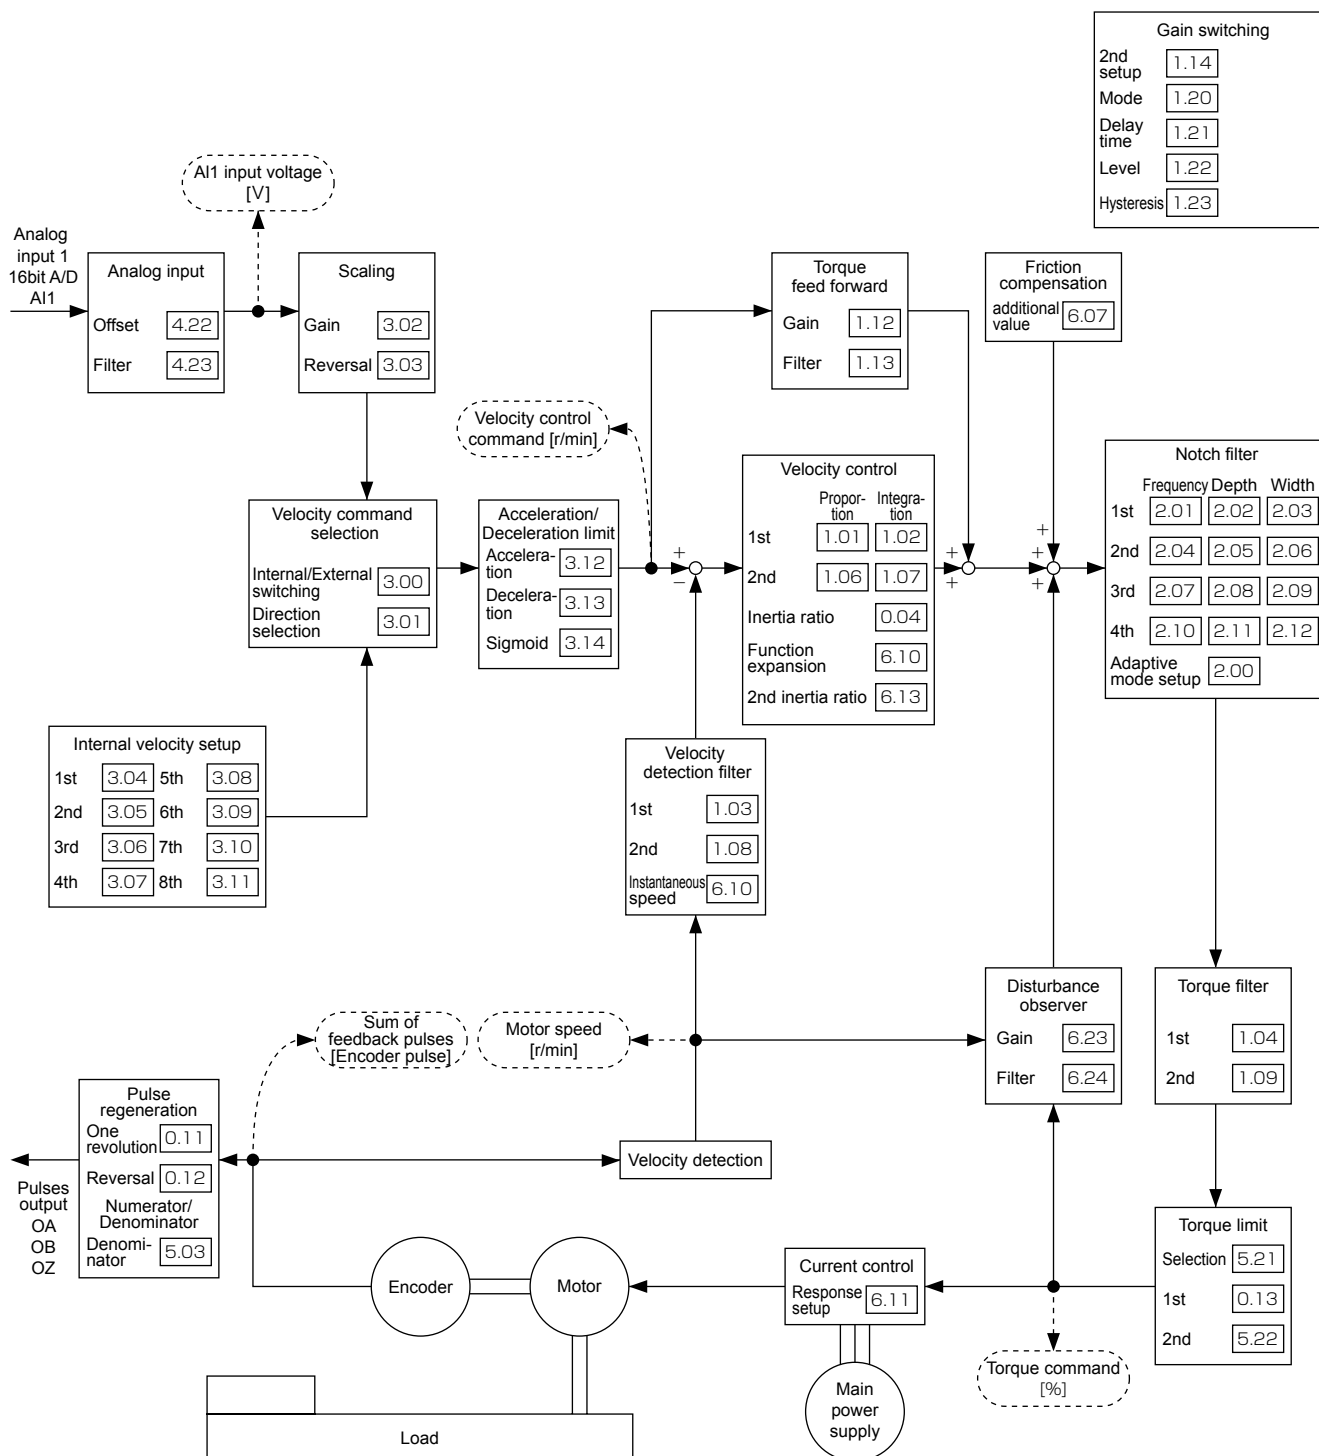 Gain switching
2nd
setup
1.14
Mode
1.20
Delay
time
1.21
Level
1.22
Hysteresis
1.23
AI1 input voltage
[V]
Analog
input 1
16bit A/D
AI1
Analog input
Offset
4.22
Filter
4.23
Scaling
Gain
3.02
Reversal
3.03
Torque
feed forward
Gain
1.12
Filter
1.13
Friction
compensation
additional
value
6.07
Velocity control
command [r/min]
Velocity command
selection
Internal/External
switching
3.00
Direction
selection
3.01
Acceleration/
Deceleration limit
Accelera-
tion
3.12
Decelera-
tion
3.13
Sigmoid
3.14
+
−
Velocity control
Propor-
tion
Integra-
tion
1st
1.01
1.02
2nd
1.06
1.07
Inertia ratio
0.04
Function
expansion
6.10
2nd inertia ratio
6.13
+
+
+
+
+
Notch filter
Frequency Depth Width
1st 2.01 2.02 2.03
2nd 2.04 2.05 2.06
3rd 2.07 2.08 2.09
4th 2.10 2.11 2.12
Adaptive
mode setup
2.00
Internal velocity setup
1st 3.04 5th 3.08
2nd 3.05 6th 3.09
3rd 3.06 7th 3.10
4th 3.07 8th 3.11
Velocity
detection filter
1st
1.03
2nd
1.08
Instantaneous
speed
6.10
Sum of
feedback pulses
[Encoder pulse]
Motor speed
[r/min]
Disturbance
observer
Gain
6.23
Filter
6.24
Torque filter
1st
1.04
2nd
1.09
Pulse
regeneration
One
revolution
0.11
Reversal
0.12
Numerator/
Denominator
Denomi-
nator
5.03
Pulses
output
OA
OB
OZ
Velocity detection
Encoder
Motor
Current control
Response
setup
6.11
Torque limit
Selection
5.21
1st
0.13
2nd
5.22
Torque command
[%]
Main
power
supply
Load